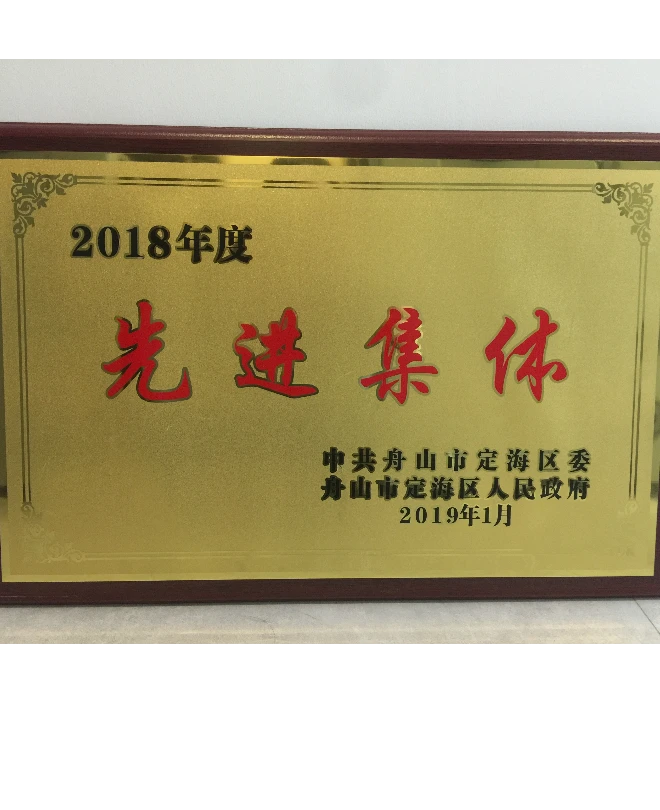 2018年度
先进集体
中共舟山市定海区委
舟山市定海区人民政府
2019年1月